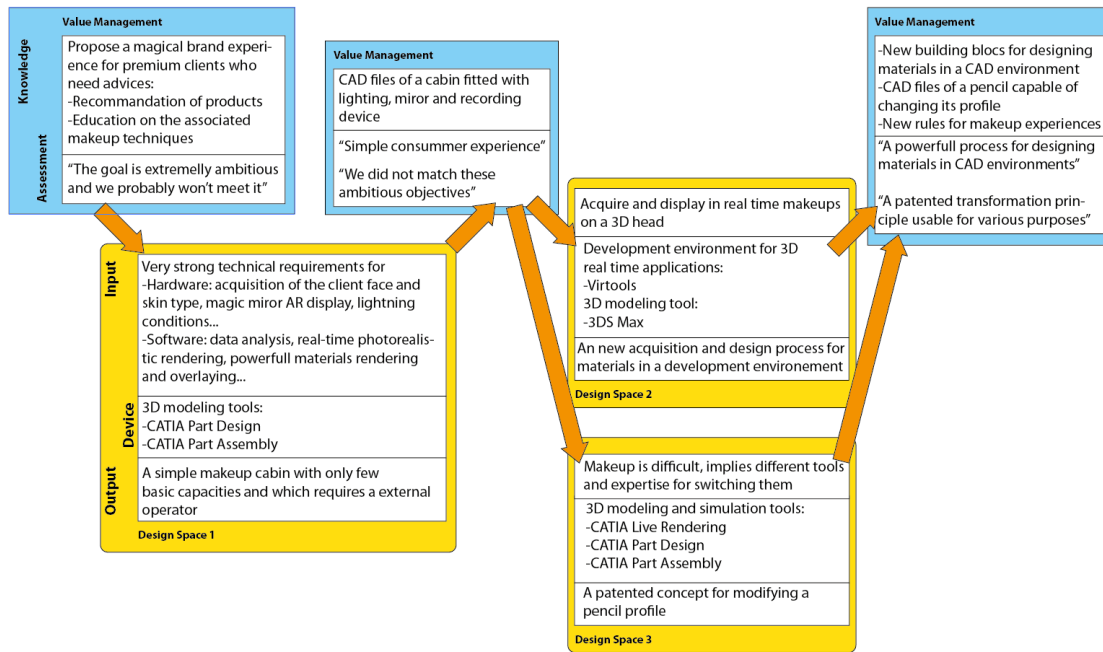 Value Management
Knowledge
Propose a magical brand experi-
ence for premium clients who
need advices:
-Recommandation of products
-Education on the associated
makeup techniques
Assessment
“The goal is extremelly ambitious
and we probably won’t meet it”
Input
Very strong technical requirements for
-Hardware: acquisition of the client face and
skin type, magic miror AR display, lightning
conditions...
-Software: data analysis, real-time photorealis-
tic rendering, powerfull materials rendering
and overlaying...
Device
3D modeling tools:
-CATIA Part Design
-CATIA Part Assembly
Output
A simple makeup cabin with only few
basic capacities and which requires a external
operator
Design Space 1
Value Management
CAD files of a cabin fitted with
lighting, miror and recording
device
“Simple consummer experience”
“We did not match these
ambitious objectives”
Acquire and display in real time makeups
on a 3D head
Development environment for 3D
real time applications:
-Virtools
3D modeling tool:
-3DS Max
An new acquisition and design process for
materials in a development environement
Design Space 2
Makeup is difficult, implies different tools
and expertise for switching them
3D modeling and simulation tools:
-CATIA Live Rendering
-CATIA Part Design
-CATIA Part Assembly
A patented concept for modifying a
pencil profile
Design Space 3
Value Management
-New building blocs for designing
materials in a CAD environment
-CAD files of a pencil capable of
changing its profile
-New rules for makeup experiences
“A powerfull process for designing
materials in CAD environments”
“A patented transformation prin-
ciple usable for various purposes”